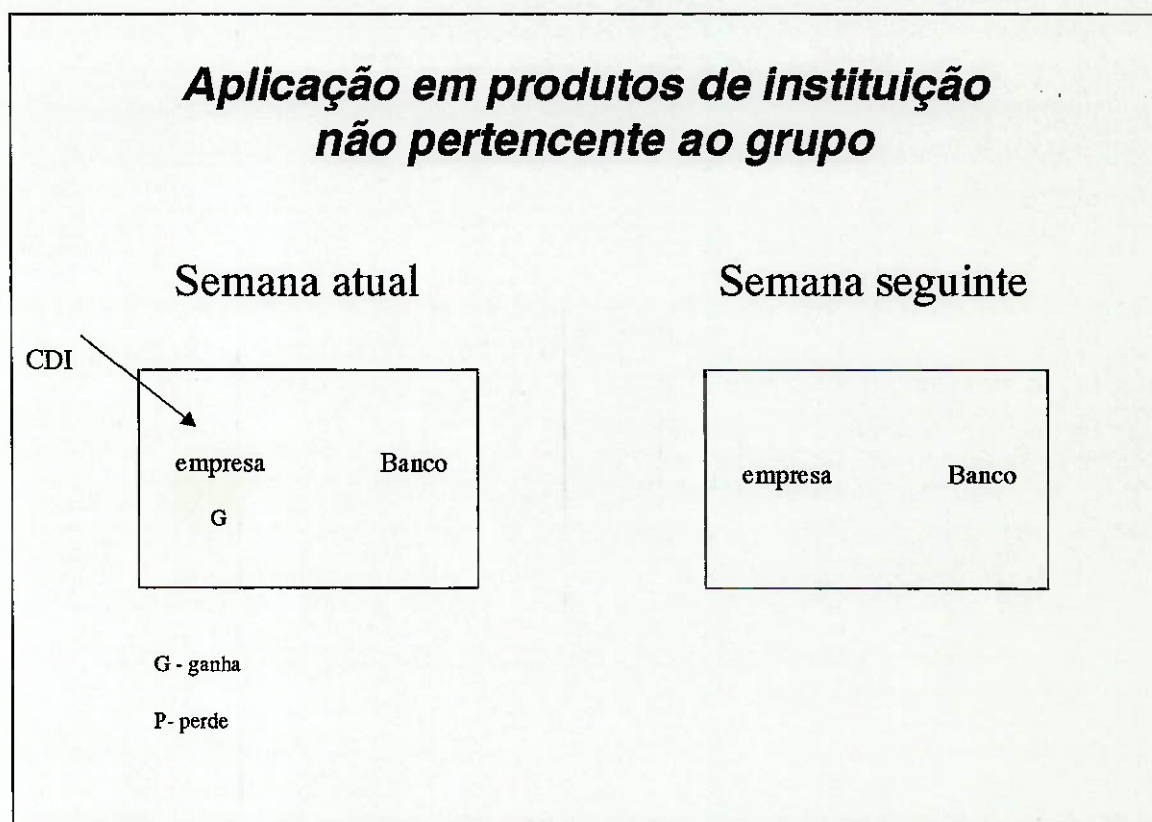 Aplicação em produtos de instituição
não pertencente ao grupo
Semana atual
Semana seguinte
CDI
empresa
Banco
G
empresa
Banco
G - ganha
P- perde